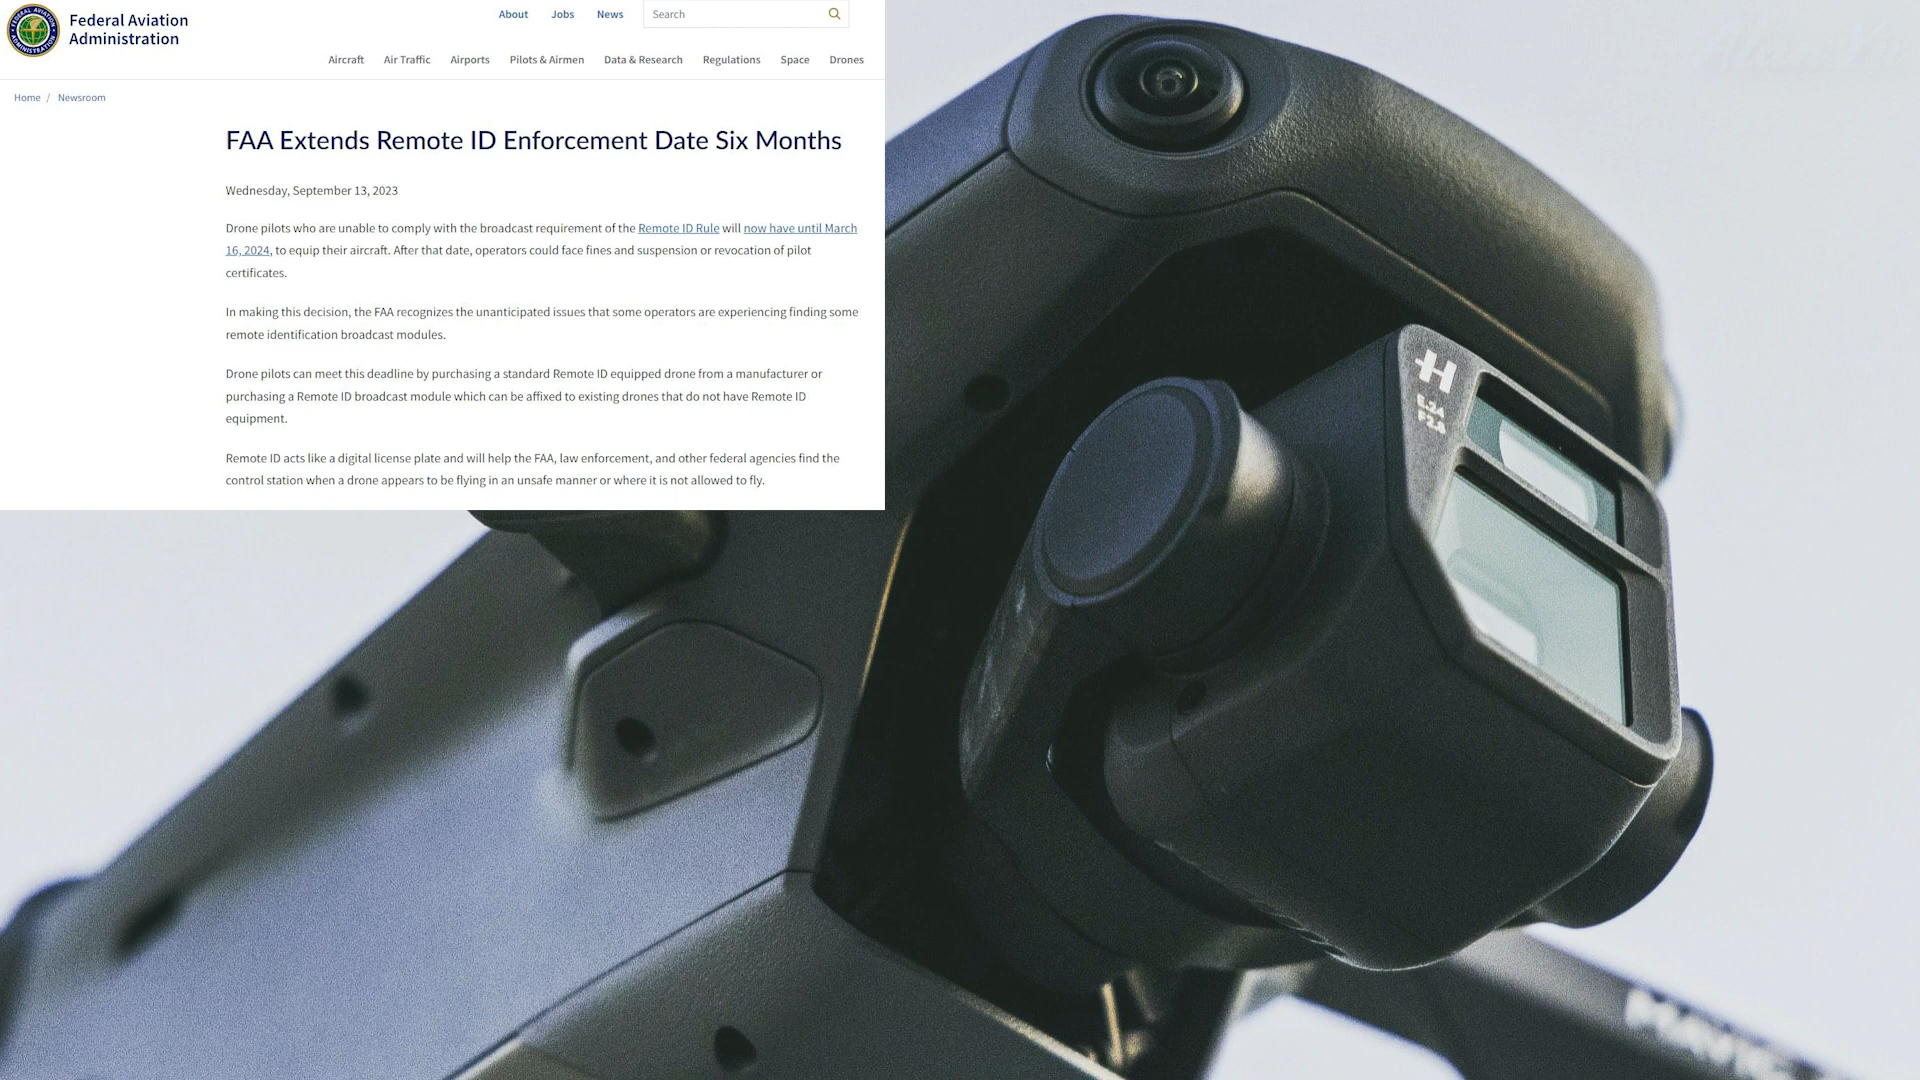 Federal Aviation
Administration
About Jobs News Search
Aircraft Air Traffic Airports Pilots & Airmen Data & Research Regulations Space Drones
Home / Newsroom
FAA Extends Remote ID Enforcement Date Six Months
Wednesday, September 13, 2023
Drone pilots who are unable to comply with the broadcast requirement of the Remote ID Rule will now have until March
16, 2024, to equip their aircraft. After that date, operators could face fines and suspension or revocation of pilot
certificates.
In making this decision, the FAA recognizes the unanticipated issues that some operators are experiencing finding some
remote identification broadcast modules.
Drone pilots can meet this deadline by purchasing a standard Remote ID equipped drone from a manufacturer or
purchasing a Remote ID broadcast module which can be affixed to existing drones that do not have Remote ID
equipment.
Remote ID acts like a digital license plate and will help the FAA, law enforcement, and other federal agencies find the
control station when a drone appears to be flying in an unsafe manner or where it is not allowed to fly.
H
E.24
F2.8
MAVIC